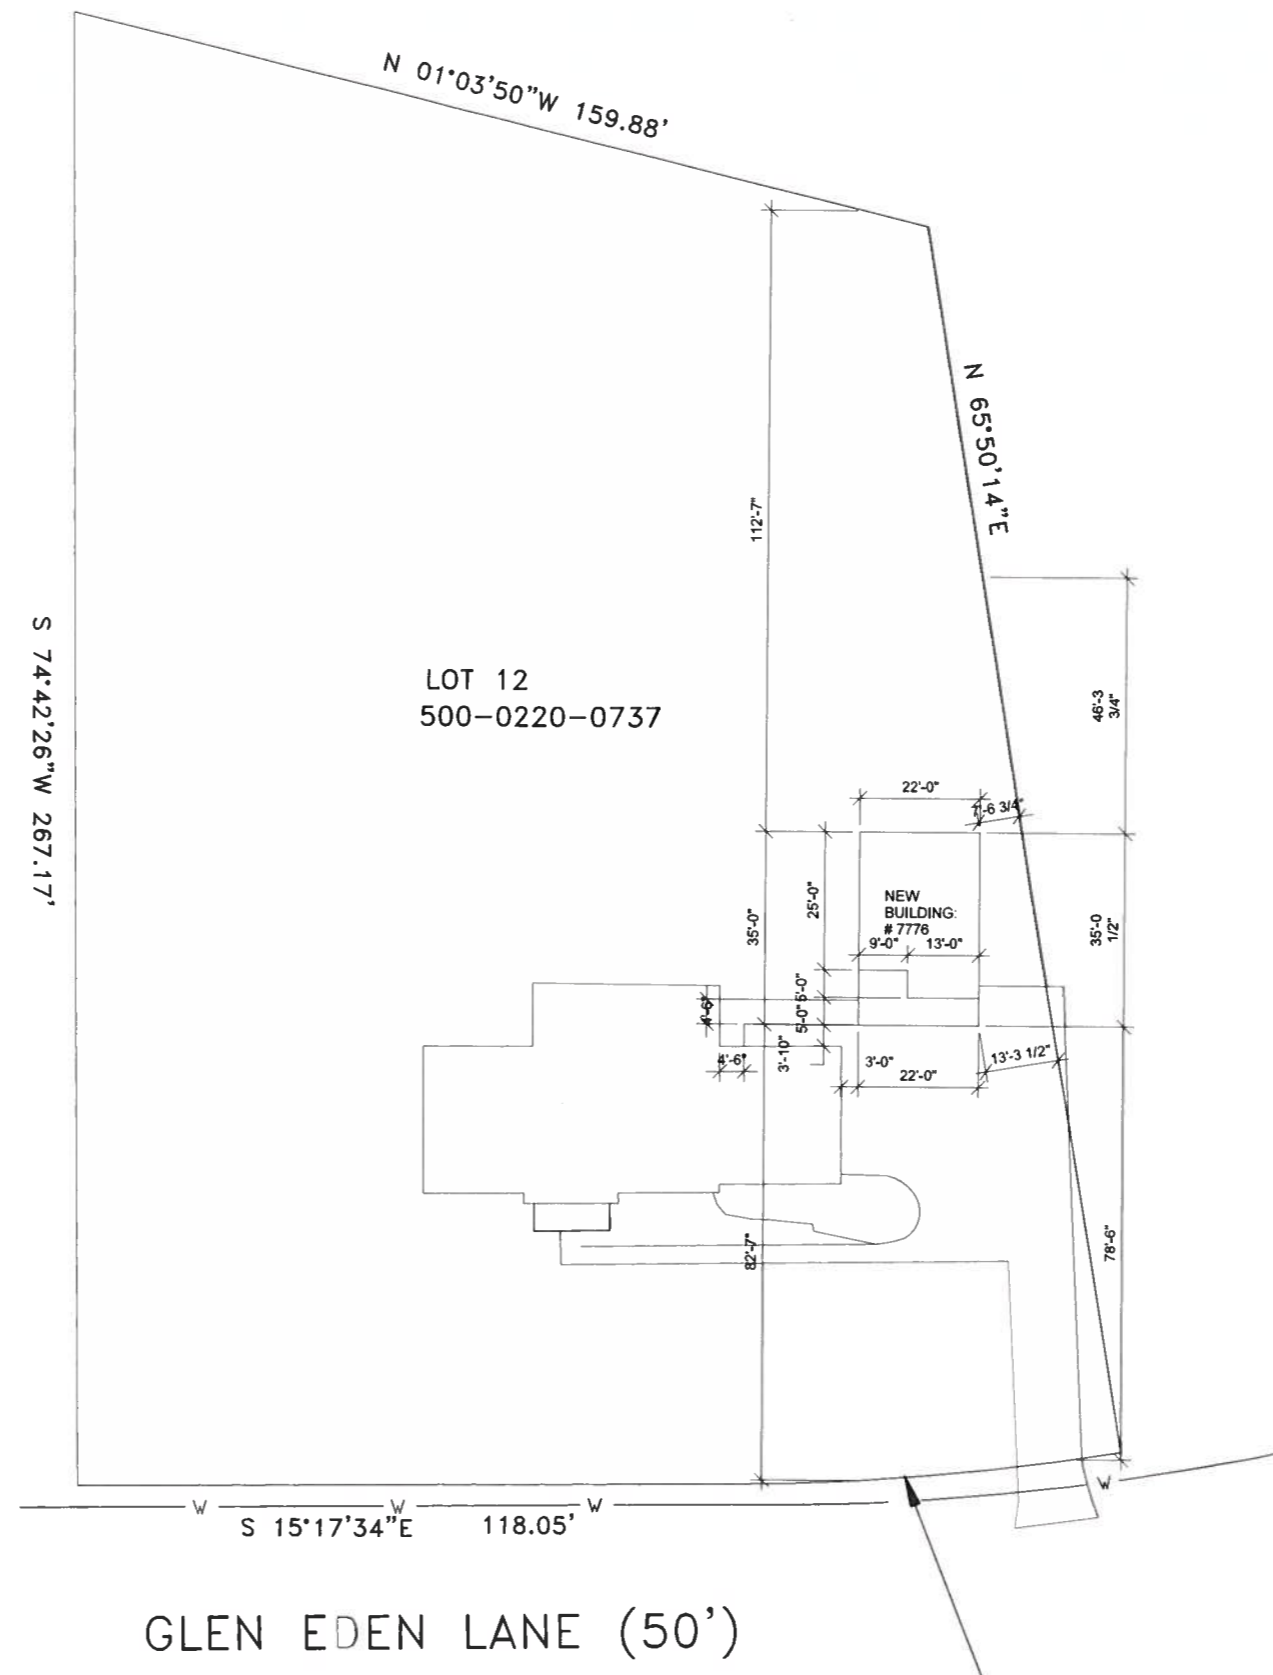 N 01°03'50"W 159.88'
N 65°50'14"E
112'-7"
S 74°42'26"W 267.17'
LOT 12
500-0220-0737
46'-3
3/4"
22'-0"
7'-6 3/4"
NEW
BUILDING:
# 7776
25'-0"
35'-0"
35'-0
1/2"
9'-0"
13'-0"
5'-0"
5'-0"
4'-6"
4'-6"
3'-10"
3'-0"
22'-0"
13'-3 1/2"
82'-7"
78'-6"
W
W
W
W
S 15°17'34"E 118.05'
GLEN EDEN LANE (50')